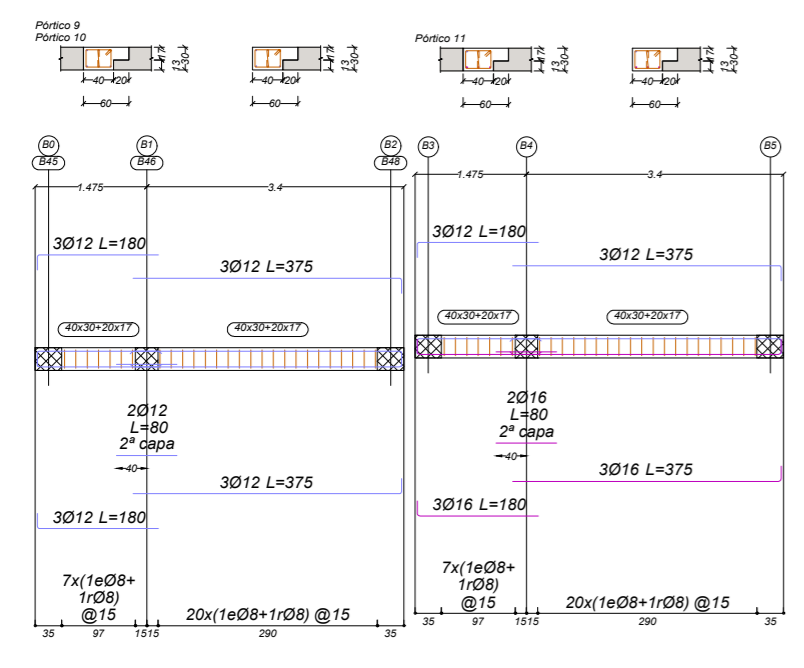 Pórtico 9
Pórtico 10
40 20
60
17
13
30
40 20
60
17
13
30
B0
B45
B1
B46
B2
B48
1.475
3.4
3Ø12 L=180
3Ø12 L=375
40x30+20x17
40x30+20x17
2Ø12
L=80
2ª capa
40
3Ø12 L=375
3Ø12 L=180
7x(1eØ8+
1rØ8)
@15
20x(1eØ8+1rØ8) @15
35 97 15 15 290 35
Pórtico 11
40 20
60
17
13
30
40 20
60
17
13
30
B3
B4
B5
1.475
3.4
3Ø12 L=180
3Ø12 L=375
40x30+20x17
40x30+20x17
2Ø16
L=80
2ª capa
40
3Ø16 L=375
3Ø16 L=180
7x(1eØ8+
1rØ8)
@15
20x(1eØ8+1rØ8) @15
35 97 15 15 290 35